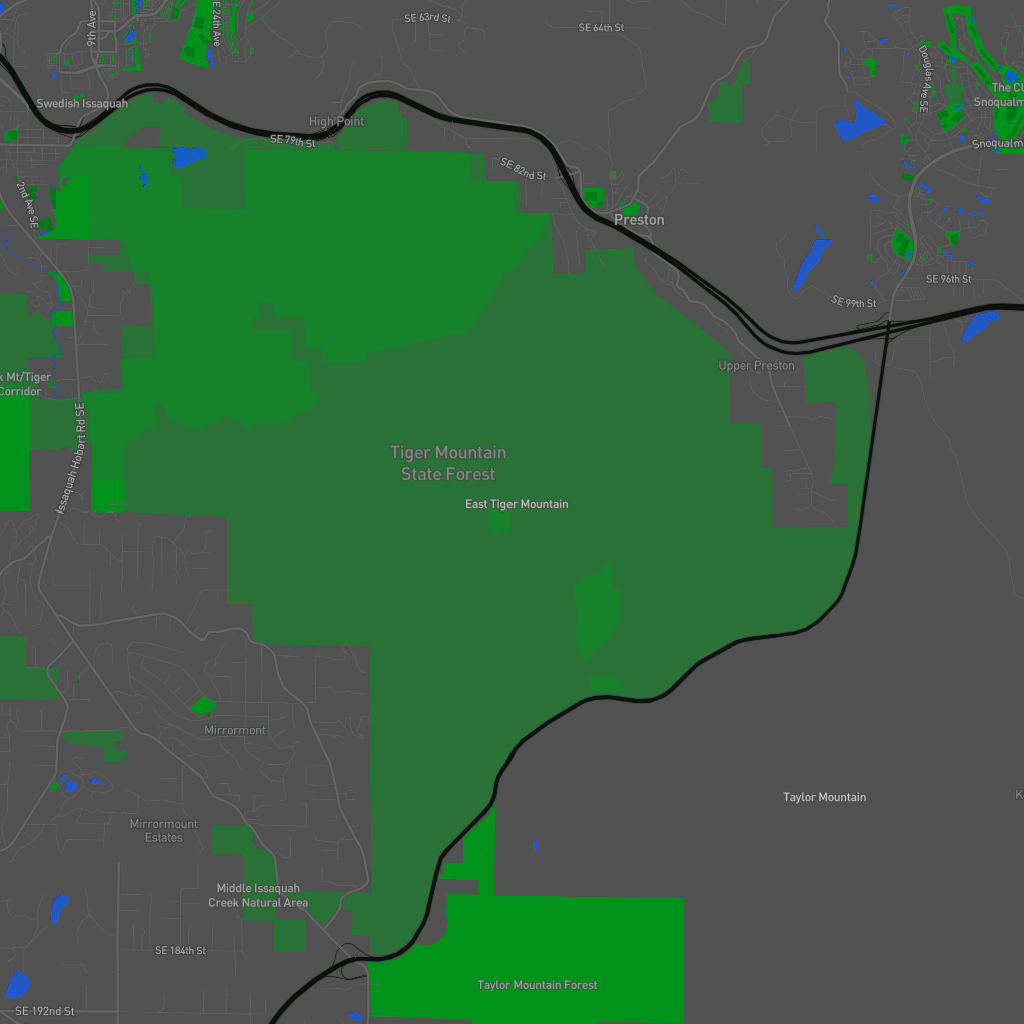 SE 63rd St
SE 64th St
9th Ave
E 24th Ave
Douglas Ave SE
The Cl
Snoqualm
Swedish Issaquah
High Point
SE 79th St
Snoqualm
SE 82nd St
2nd Ave SE
Preston
SE 96th St
SE 99th St
Upper Preston
x Mt/Tiger
Corridor
Issaquah Hobart Rd SE
Tiger Mountain
State Forest
East Tiger Mountain
Mirrormont
Taylor Mountain
K
Mirrormount
Estates
Middle Issaquah
Creek Natural Area
SE 184th St
Taylor Mountain Forest
SE 192nd St